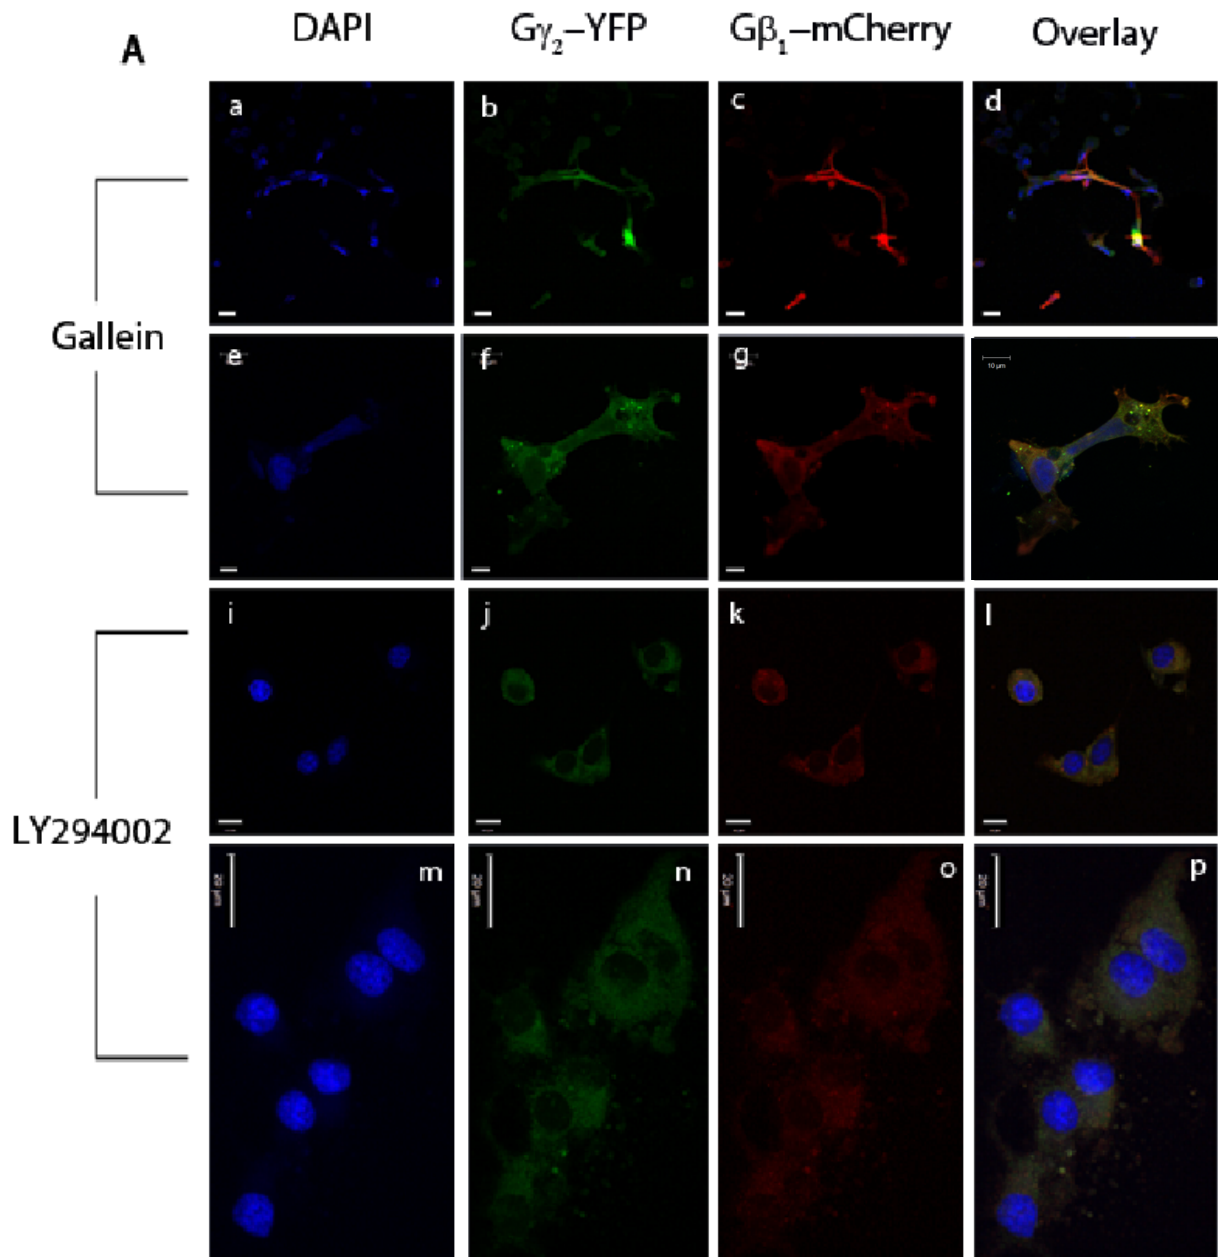 A
DAPI
Gγ₂–YFP
Gβ₁–mCherry
Overlay
Gallein
a
b
c
d
e
f
g
10 µm
LY294002
i
j
k
l
m
n
o
p
20 µm
20 µm
20 µm
20 µm